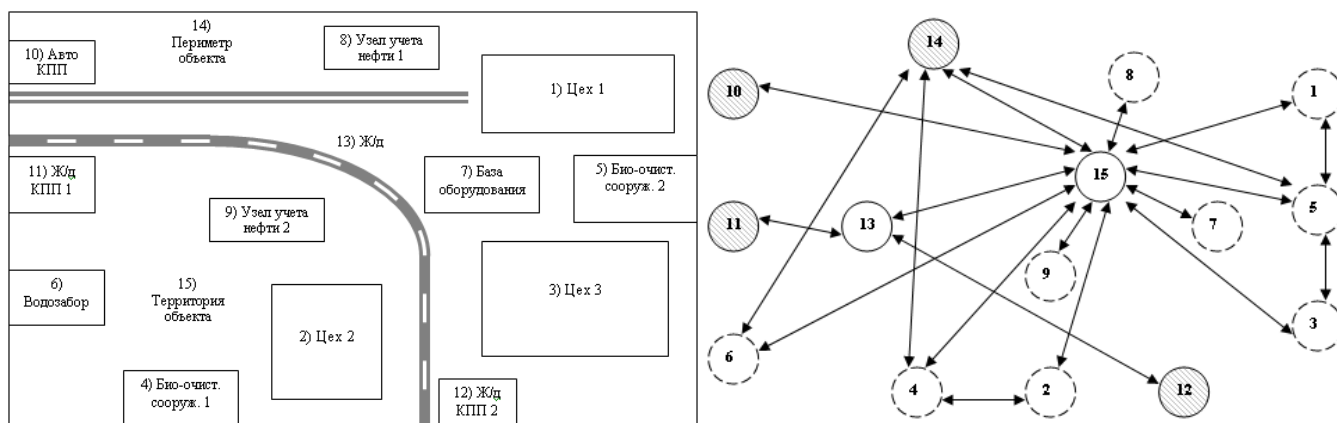 14)
Периметр
объекта
10) Авто
КПП
8) Узел учета
нефти 1
1) Цех 1
13) Ж/д
11) Ж/д
КПП 1
7) База
оборудования
5) Био-очист.
сооруж. 2
9) Узел учета
нефти 2
6)
Водозабор
15)
Территория
объекта
3) Цех 3
2) Цех 2
4) Био-очист.
сооруж. 1
12) Ж/д
КПП 2
14
8
10
1
15
11
13
7
5
9
3
6
4
2
12